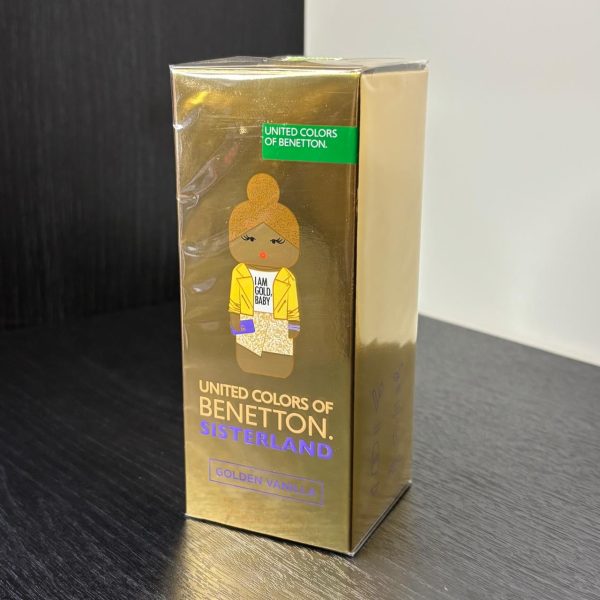 UNITED COLORS
OF BENETTON.
I AM
GOLD,
BABY
UNITED COLORS OF
BENETTON.
SISTERLAND
GOLDEN VANILLA